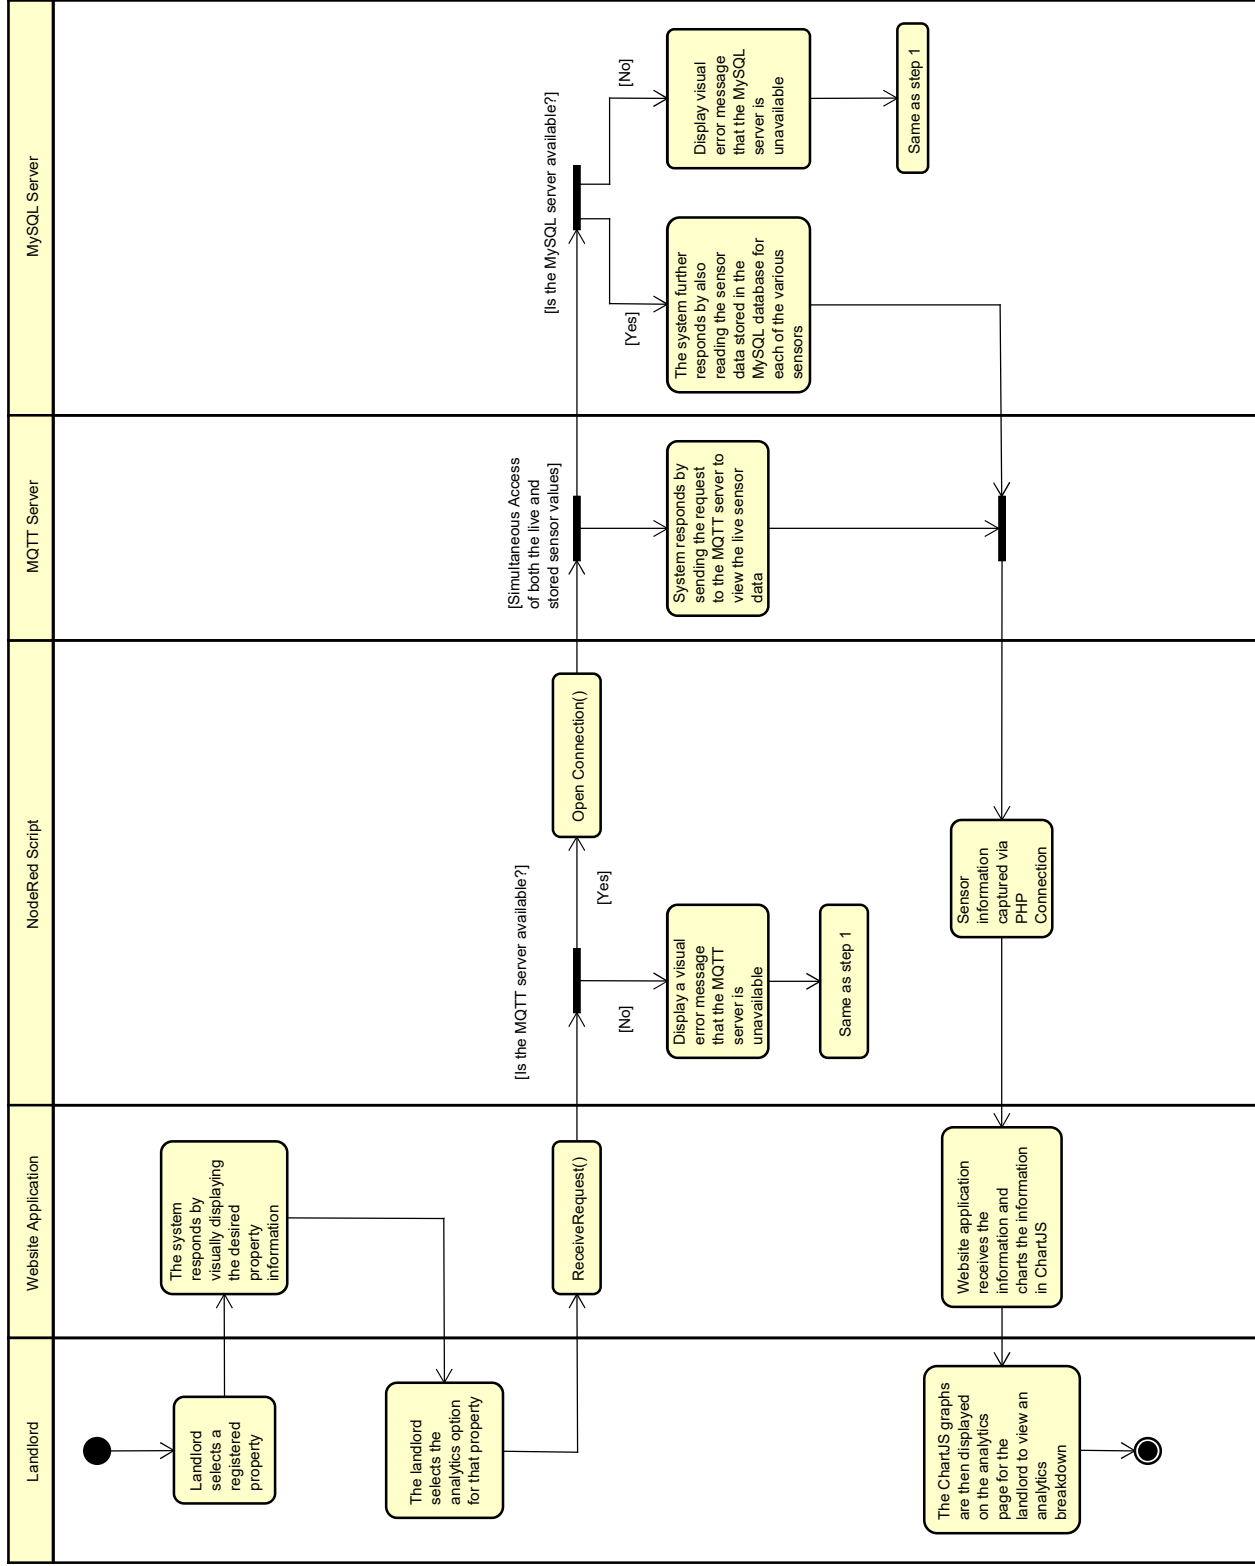 Landlord
Website Application
NodeRed Script
MQTT Server
MySQL Server
Landlord
selects a
registered
property
The system
responds by
visually displaying
the desired
property
information
The landlord
selects the
analytics option
for that property
ReceiveRequest()
[Is the MQTT server available?]
[Yes]
[No]
Display a visual
error message
that the MQTT
server is
unavailable
Same as step 1
Open Connection()
[Simultaneous Access
of both the live and
stored sensor values]
System responds by
sending the request
to the MQTT server to
view the live sensor
data
[Is the MySQL server available?]
[Yes]
[No]
The system further
responds by also
reading the sensor
data stored in the
MySQL database for
each of the various
sensors
Display visual
error message
that the MySQL
server is
unavailable
Same as step 1
Sensor
information
captured via
PHP
Connection
Website application
receives the
information and
charts the information
in ChartJS
The ChartJS graphs
are then displayed
on the analytics
page for the
landlord to view an
analytics
breakdown